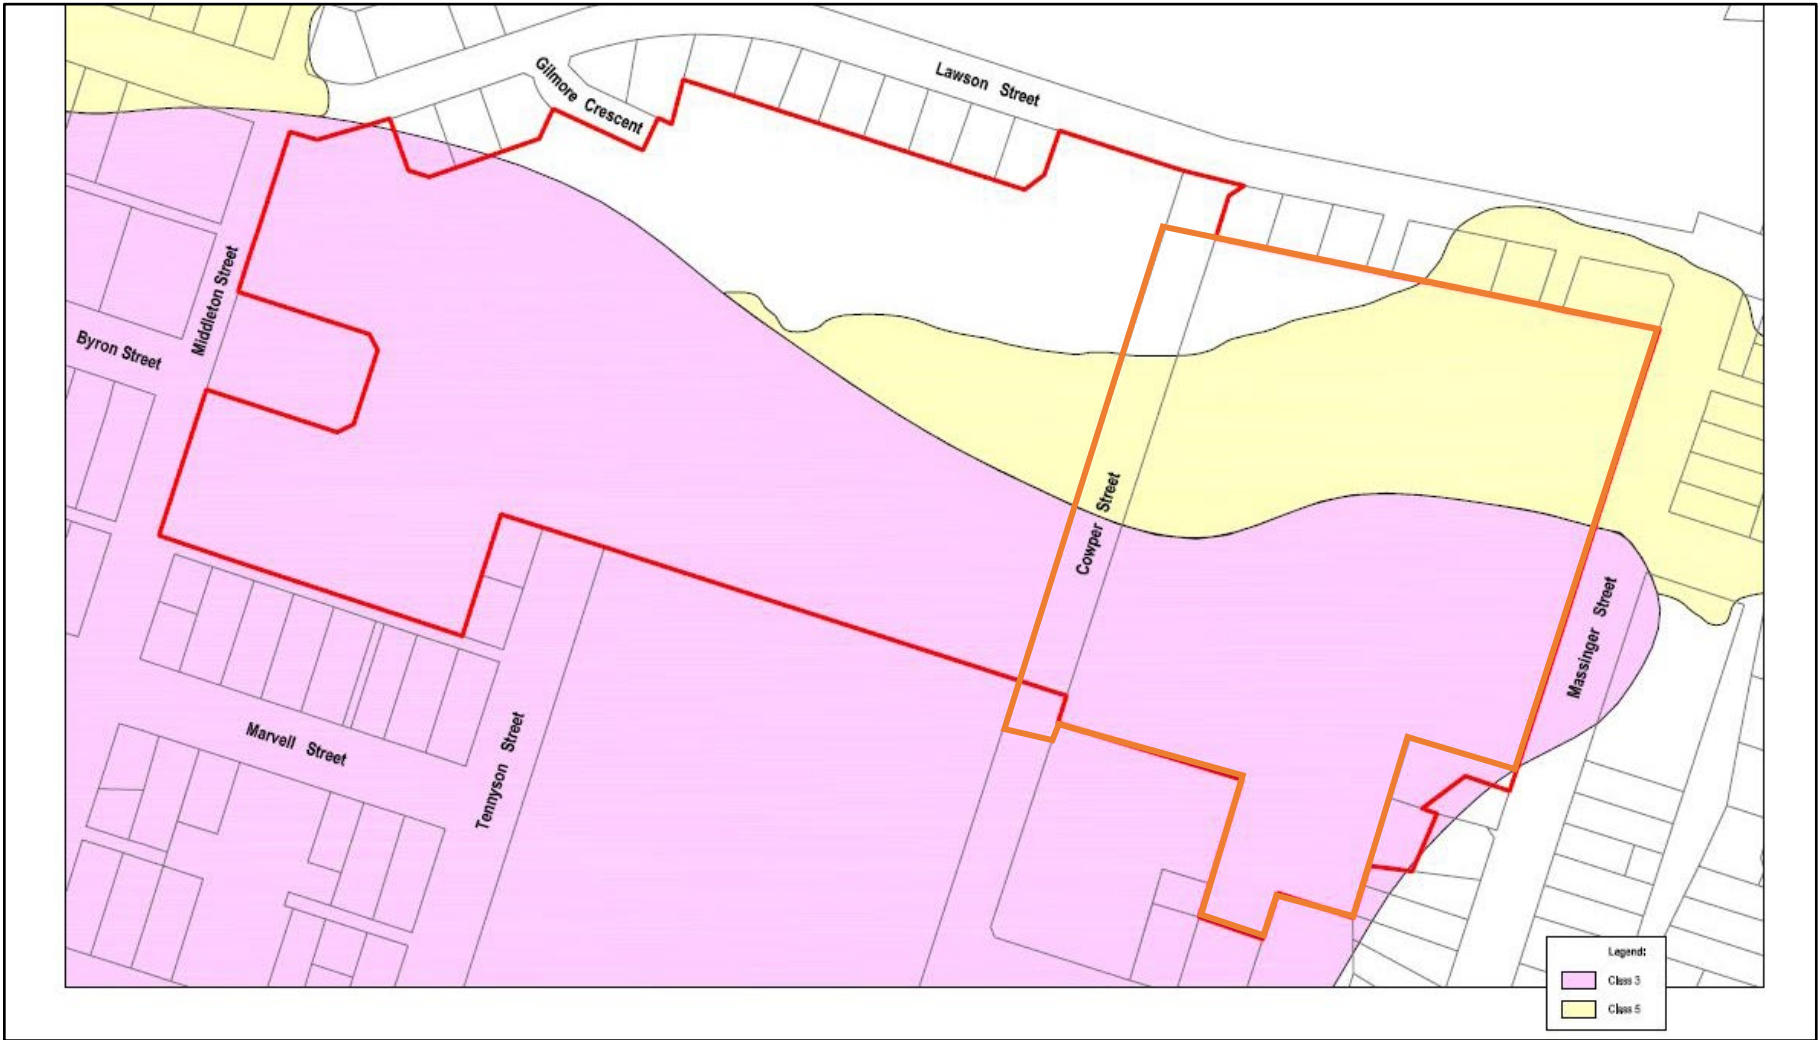 Lawson Street
Gilmore Crescent
Middleton Street
Byron Street
Cowper Street
Massinger Street
Marvell Street
Tennyson Street
Legend:
Class 3
Class 5